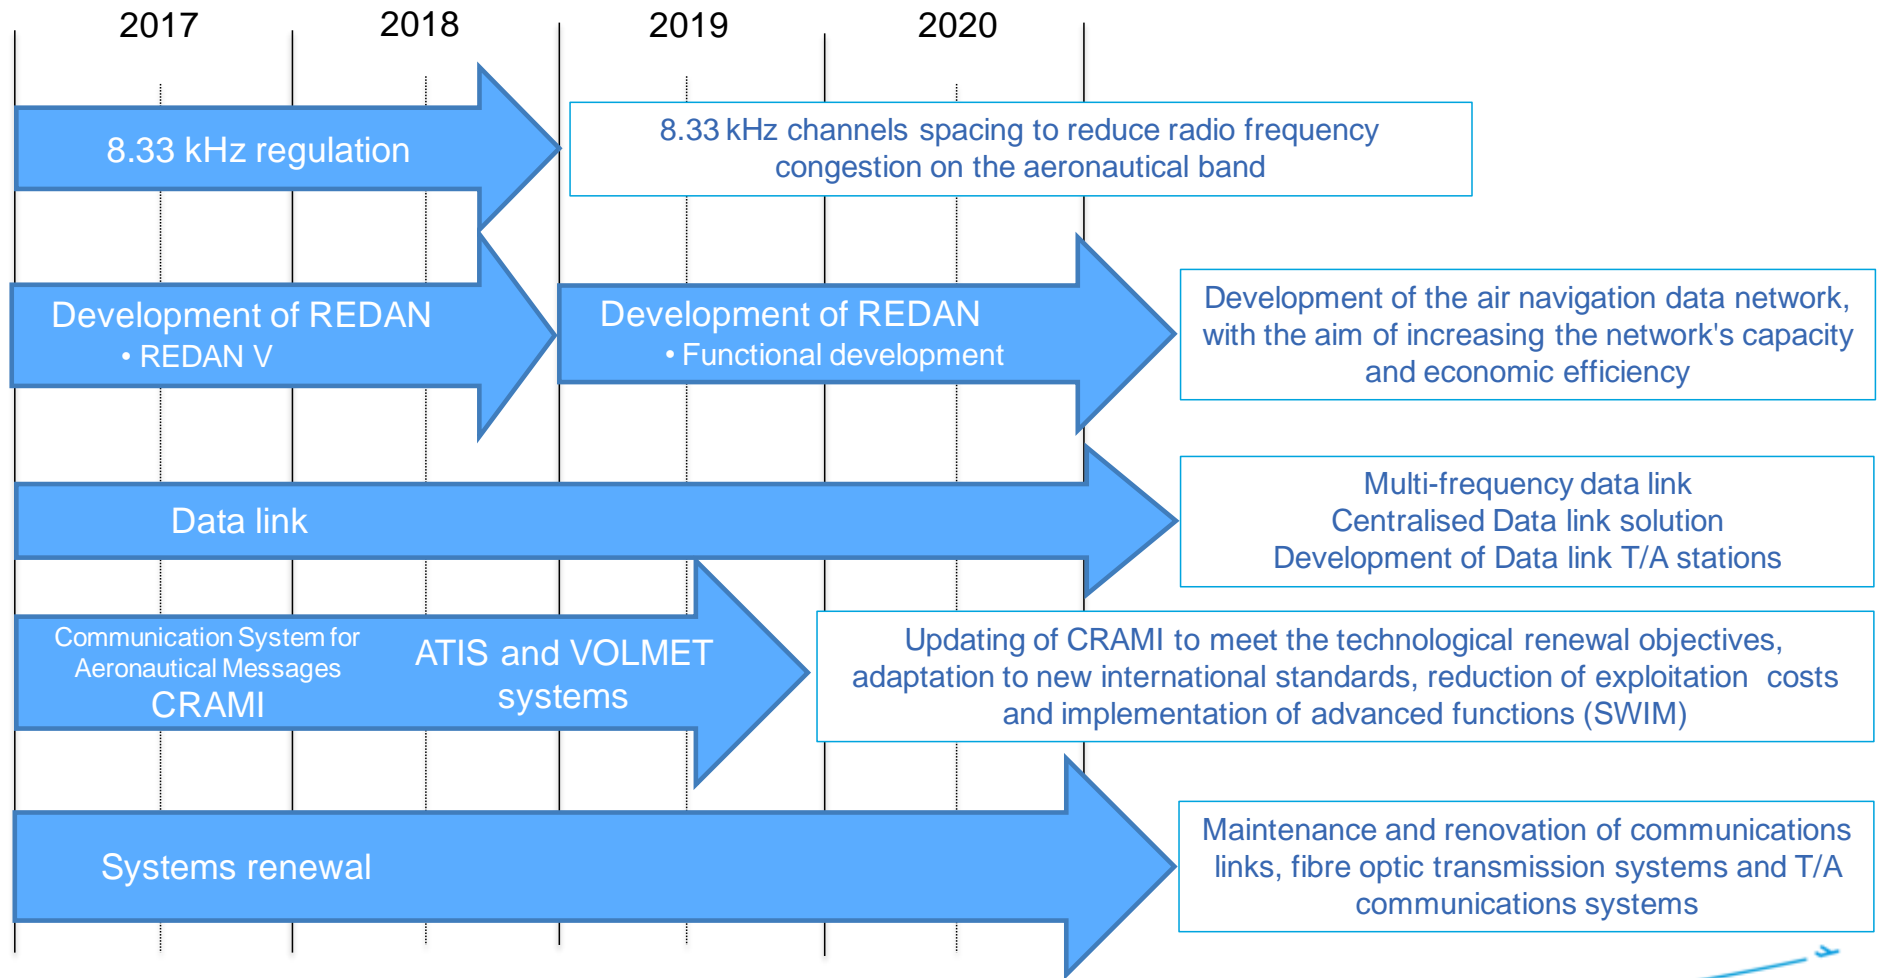 2017
2018
2019
2020
8.33 kHz regulation
8.33 kHz channels spacing to reduce radio frequency
congestion on the aeronautical band
Development of REDAN
• REDAN V
Development of REDAN
• Functional development
Development of the air navigation data network,
with the aim of increasing the network's capacity
and economic efficiency
Data link
Multi-frequency data link
Centralised Data link solution
Development of Data link T/A stations
Communication System for
Aeronautical Messages
CRAMI
ATIS and VOLMET
systems
Updating of CRAMI to meet the technological renewal objectives,
adaptation to new international standards, reduction of exploitation costs
and implementation of advanced functions (SWIM)
Systems renewal
Maintenance and renovation of communications
links, fibre optic transmission systems and T/A
communications systems